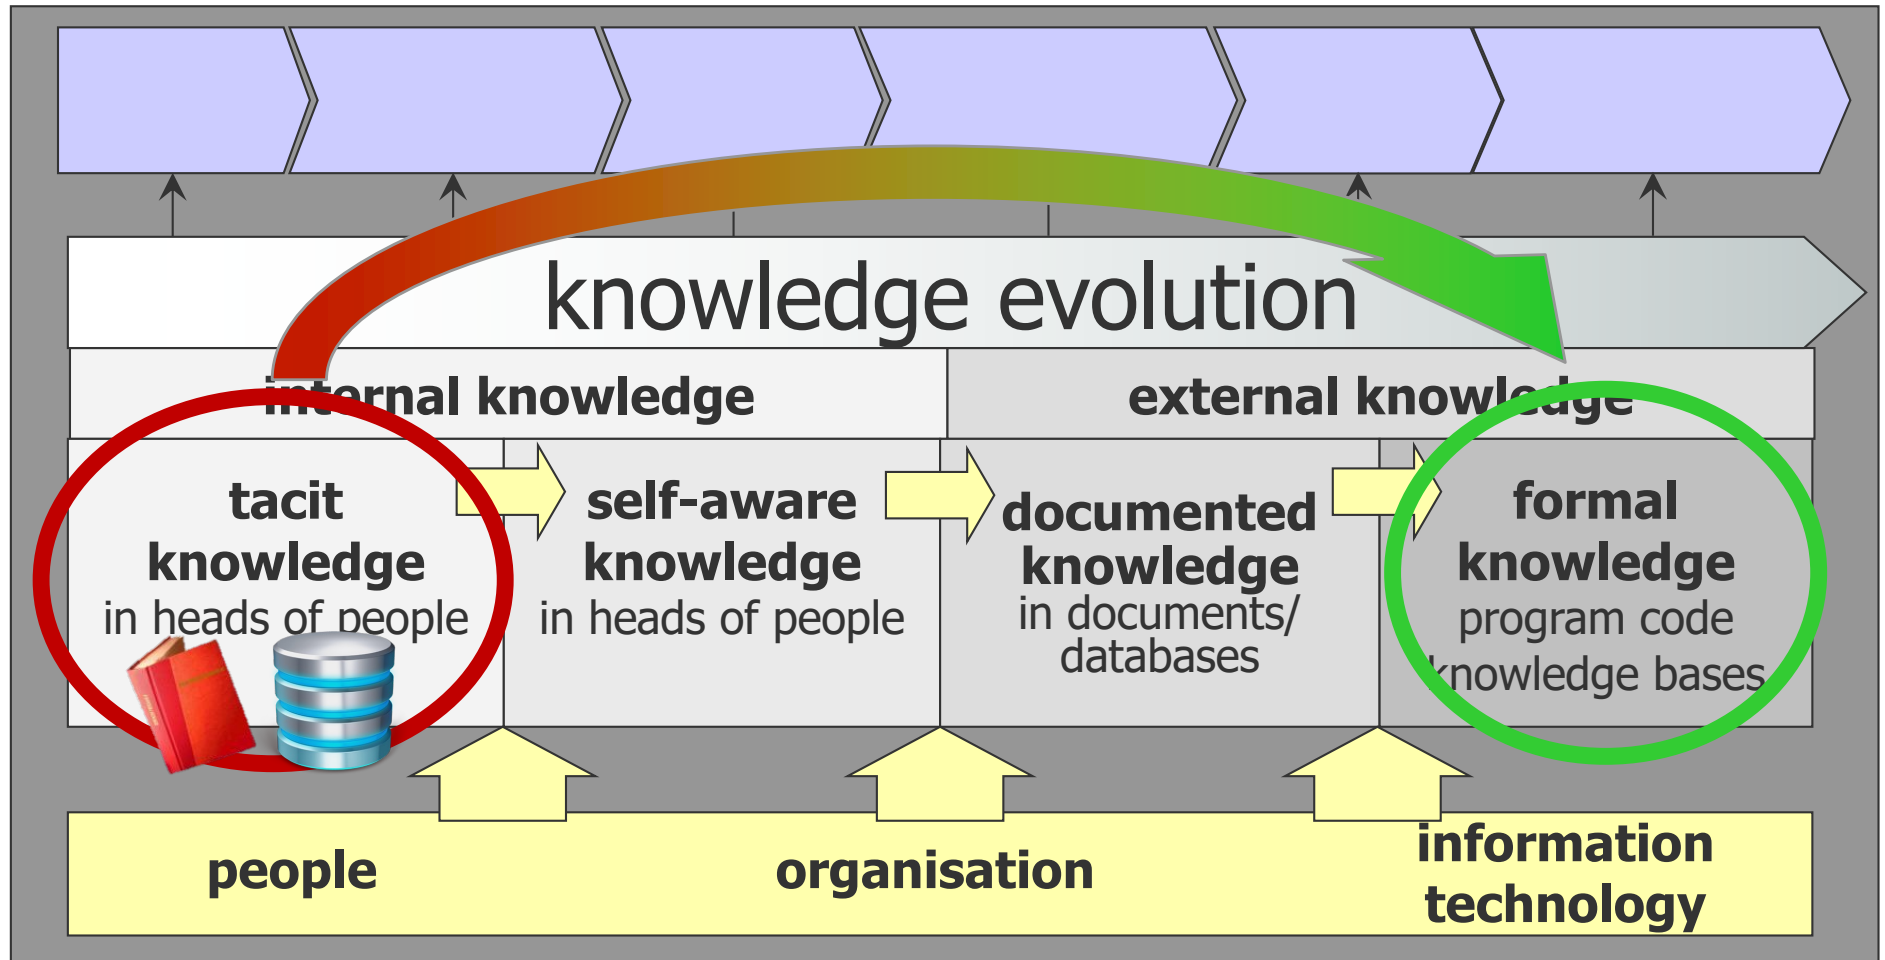 knowledge evolution
internal knowledge
external knowledge
tacit
knowledge
in heads of people
self-aware
knowledge
in heads of people
documented
knowledge
in documents/
databases
formal
knowledge
program code
knowledge bases
people
organisation
information
technology